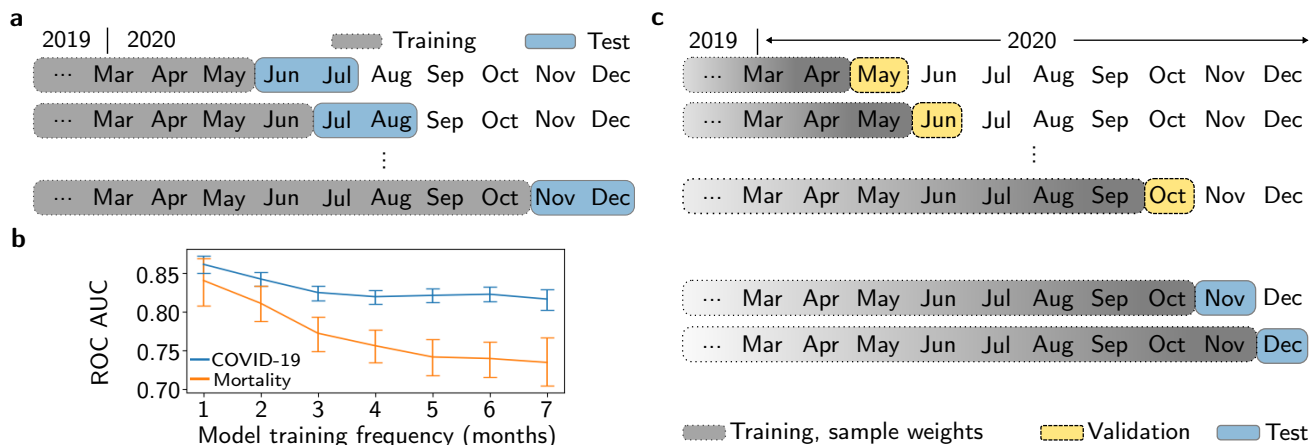 a
2019 | 2020
Training
Test
... Mar Apr May Jun Jul Aug Sep Oct Nov Dec
... Mar Apr May Jun Jul Aug Sep Oct Nov Dec
⋮
... Mar Apr May Jun Jul Aug Sep Oct Nov Dec
b
ROC AUC
0.85
0.80
0.75
0.70
COVID-19
Mortality
1 2 3 4 5 6 7
Model training frequency (months)
c
2019 | 2020
... Mar Apr May Jun Jul Aug Sep Oct Nov Dec
... Mar Apr May Jun Jul Aug Sep Oct Nov Dec
⋮
... Mar Apr May Jun Jul Aug Sep Oct Nov Dec
... Mar Apr May Jun Jul Aug Sep Oct Nov Dec
... Mar Apr May Jun Jul Aug Sep Oct Nov Dec
Training, sample weights
Validation
Test